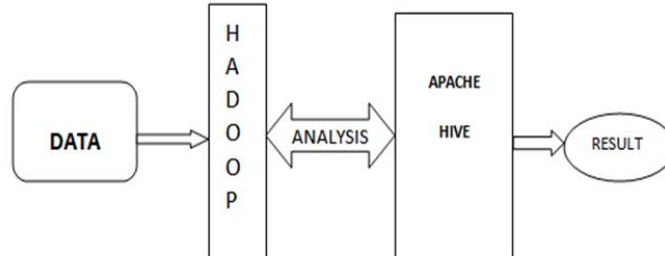 DATA
H
A
D
O
O
P
ANALYSIS
APACHE
HIVE
RESULT